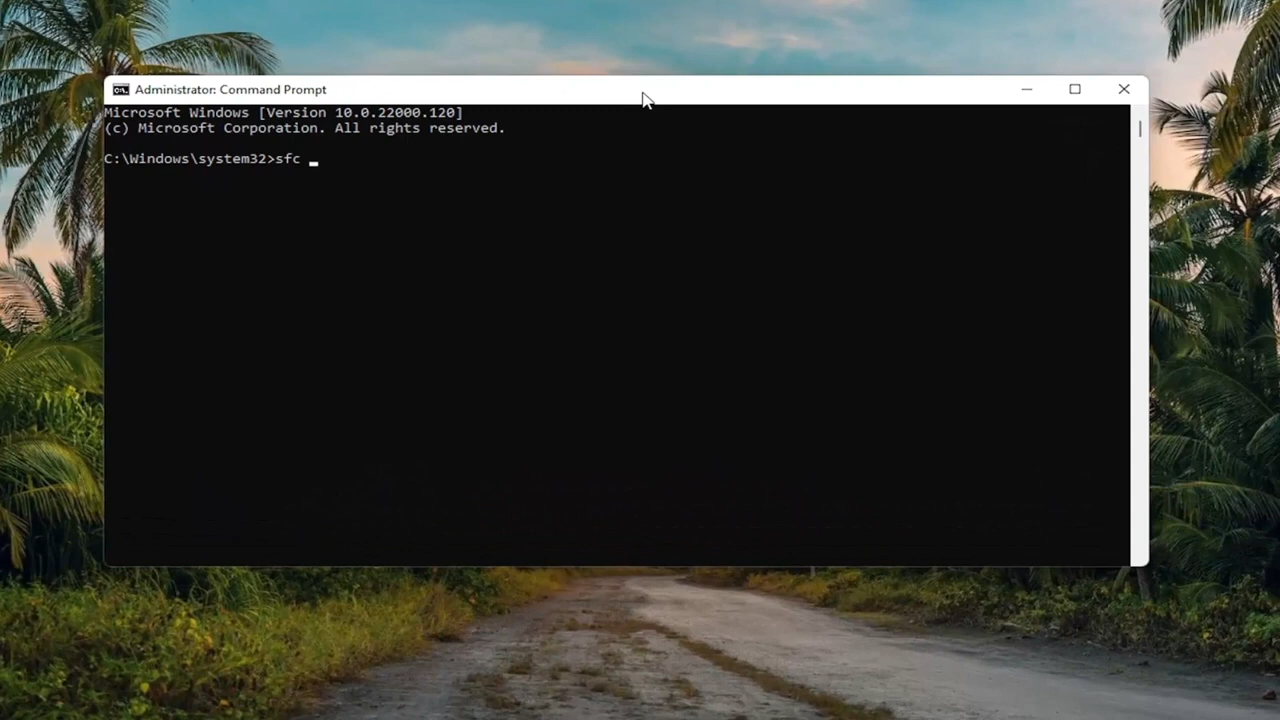 Administrator: Command Prompt
Microsoft Windows [Version 10.0.22000.120]
(c) Microsoft Corporation. All rights reserved.
C:\Windows\system32>sfc